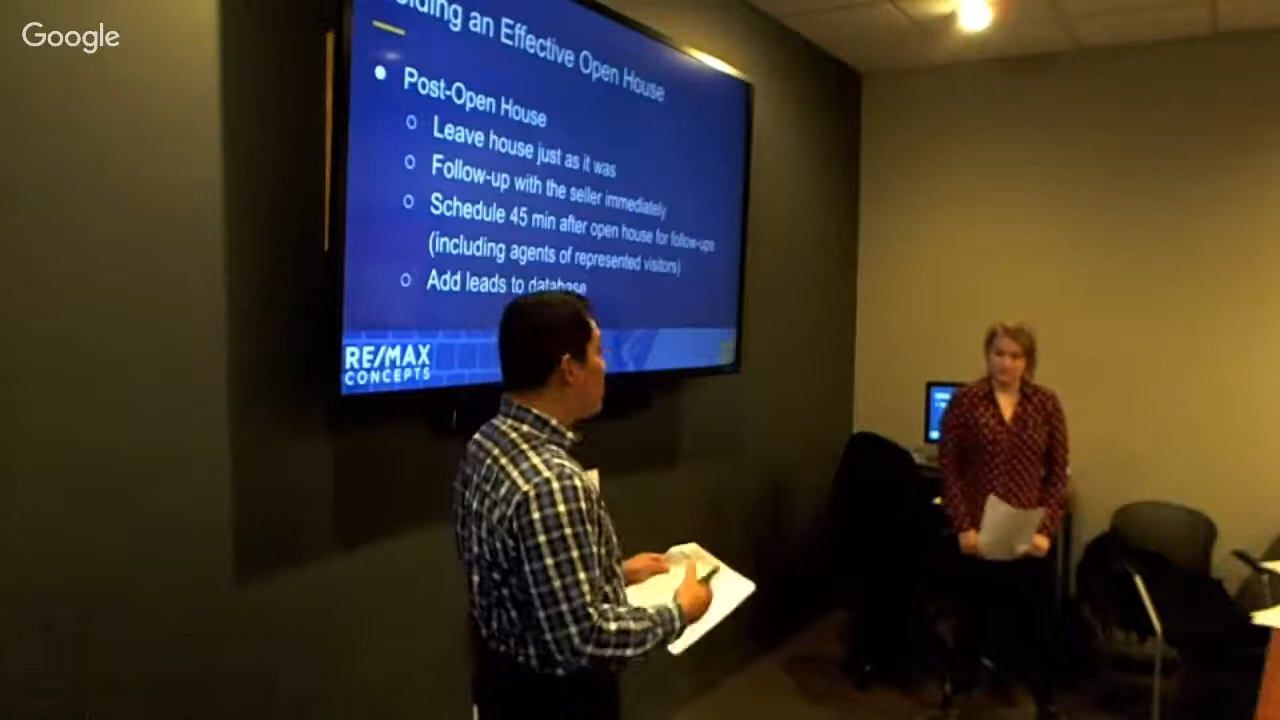 Google
an Effective Open House
Post-Open House
Leave house just as it was
Follow-up with the seller immediately
Schedule 45 min after open house for follow-ups
(including agents of represented visitors)
Add leads to database
RE/MAX
CONCEPTS